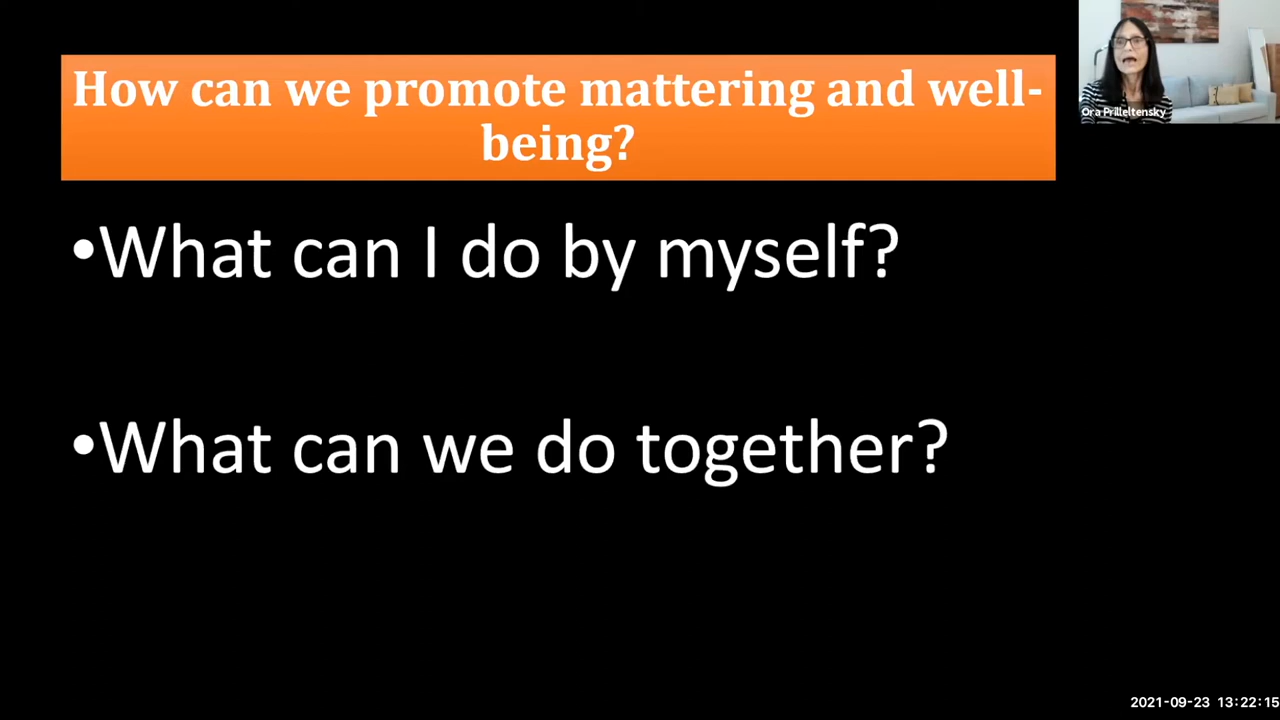 How can we promote mattering and well-
being?
Ora Prilleltensky
•What can I do by myself?
•What can we do together?
2021-09-23 13:22:15